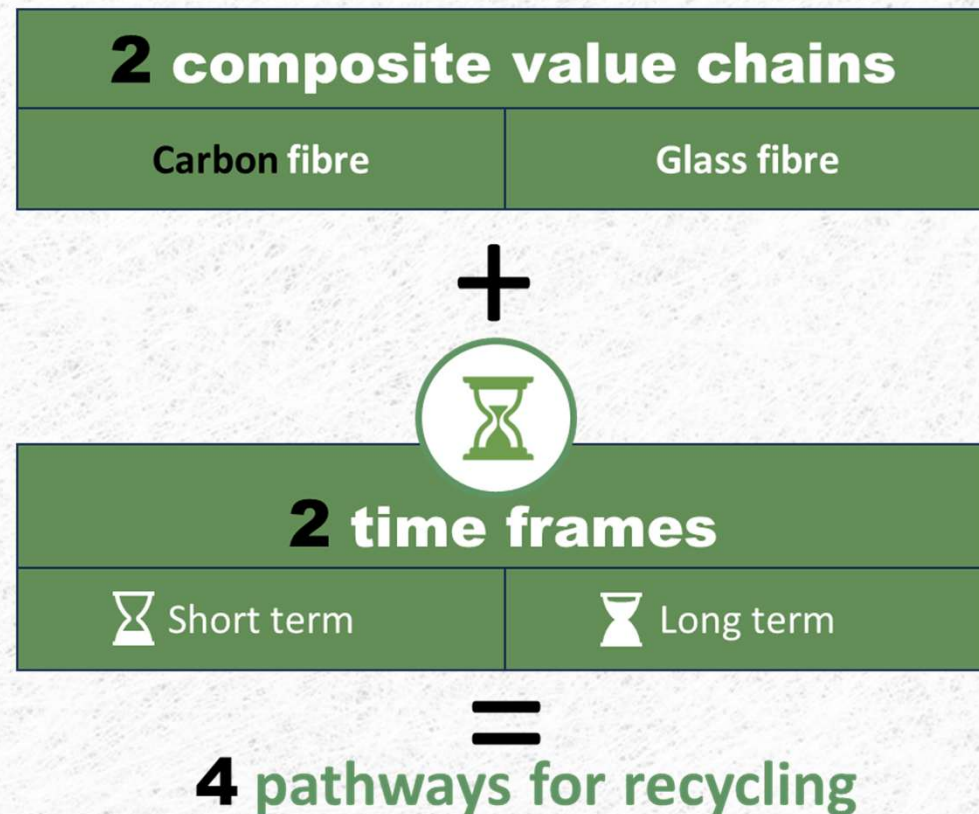 2 composite value chains
Carbon fibre
Glass fibre
+
2 time frames
Short term
Long term
=
4 pathways for recycling